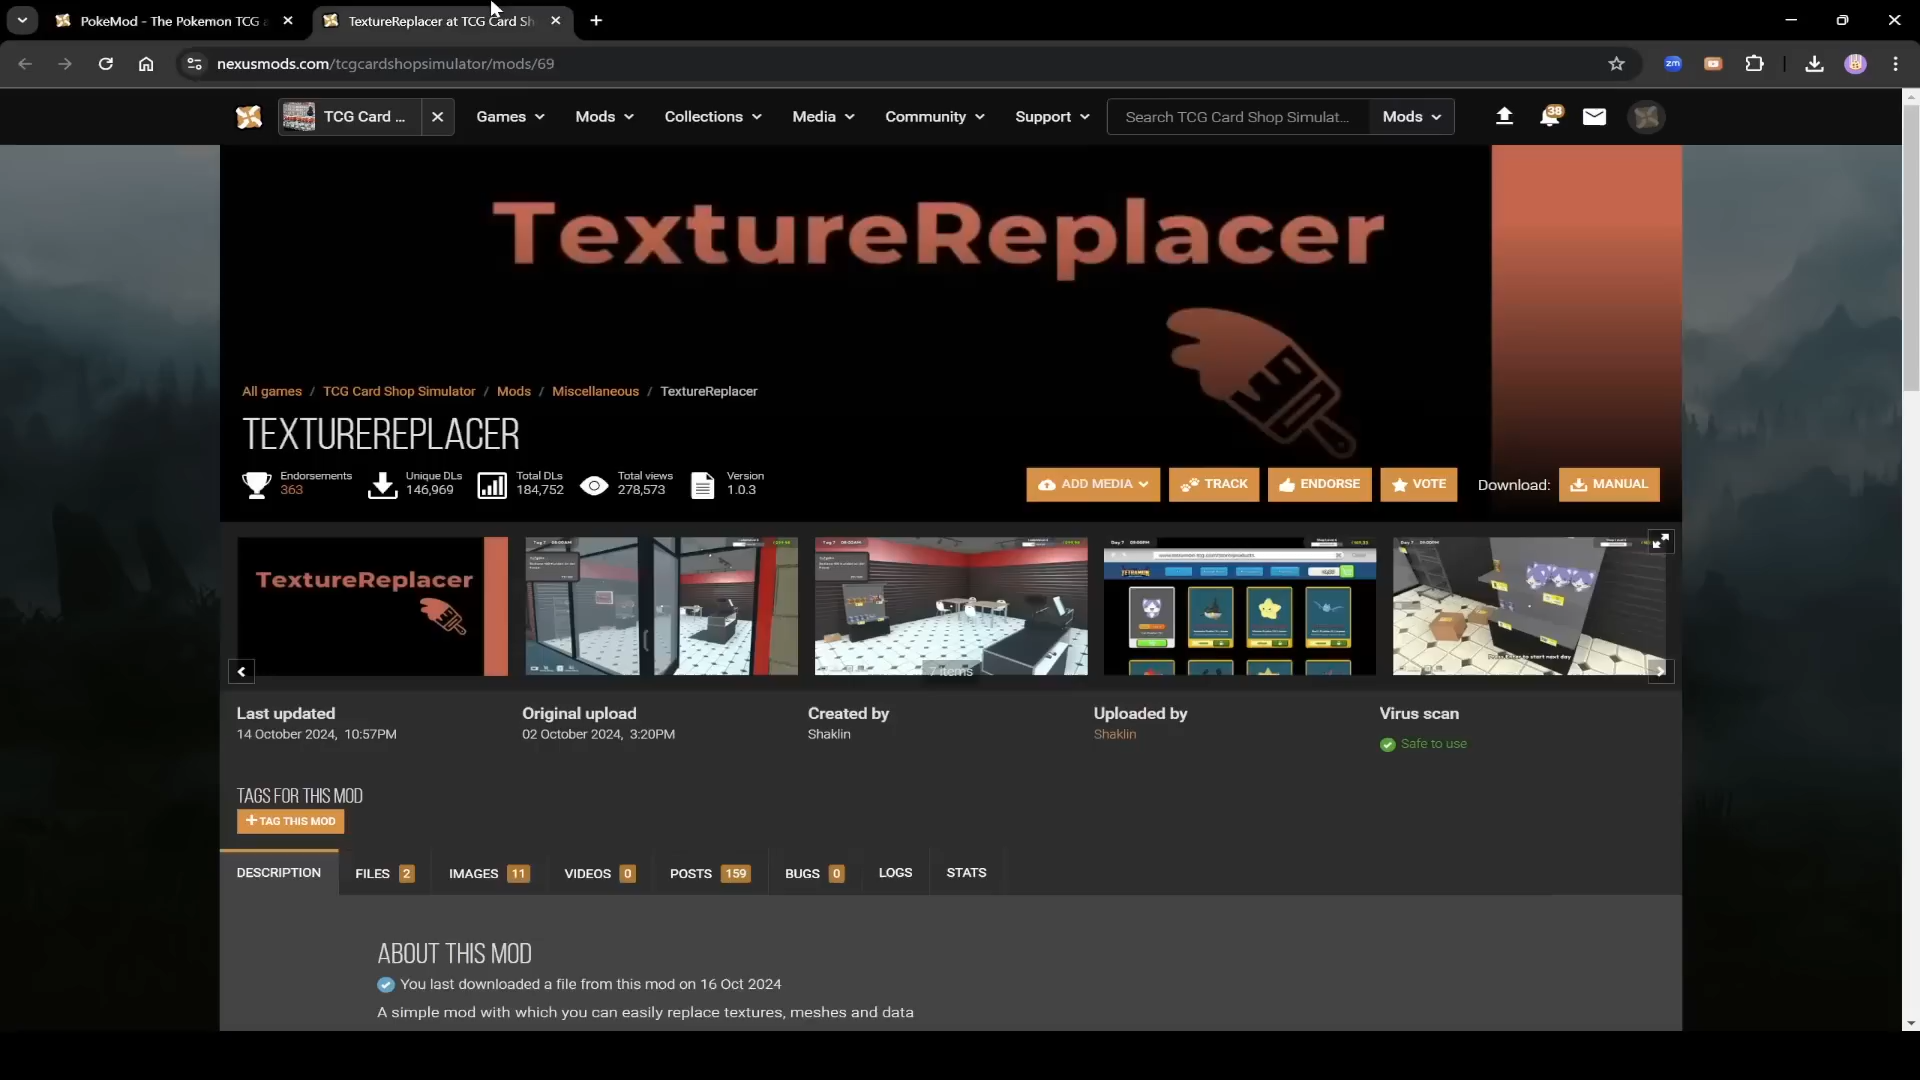 PokeMod - The Pokemon TCG a
TextureReplacer at TCG Card Sh
nexusmods.com/tcgcardshopsimulator/mods/69
zm
TCG Card ...
Games
Mods
Collections
Media
Community
Support
Search TCG Card Shop Simulat...
Mods
38
TextureReplacer
All games / TCG Card Shop Simulator / Mods / Miscellaneous / TextureReplacer
TEXTUREREPLACER
Endorsements
363
Unique DLs
146,969
Total DLs
184,752
Total views
278,573
Version
1.0.3
ADD MEDIA
TRACK
ENDORSE
VOTE
Download:
MANUAL
TextureReplacer
7 items
Last updated
14 October 2024, 10:57PM
Original upload
02 October 2024, 3:20PM
Created by
Shaklin
Uploaded by
Shaklin
Virus scan
Safe to use
TAGS FOR THIS MOD
+ TAG THIS MOD
DESCRIPTION
FILES 2
IMAGES 11
VIDEOS 0
POSTS 159
BUGS 0
LOGS
STATS
ABOUT THIS MOD
You last downloaded a file from this mod on 16 Oct 2024
A simple mod with which you can easily replace textures, meshes and data